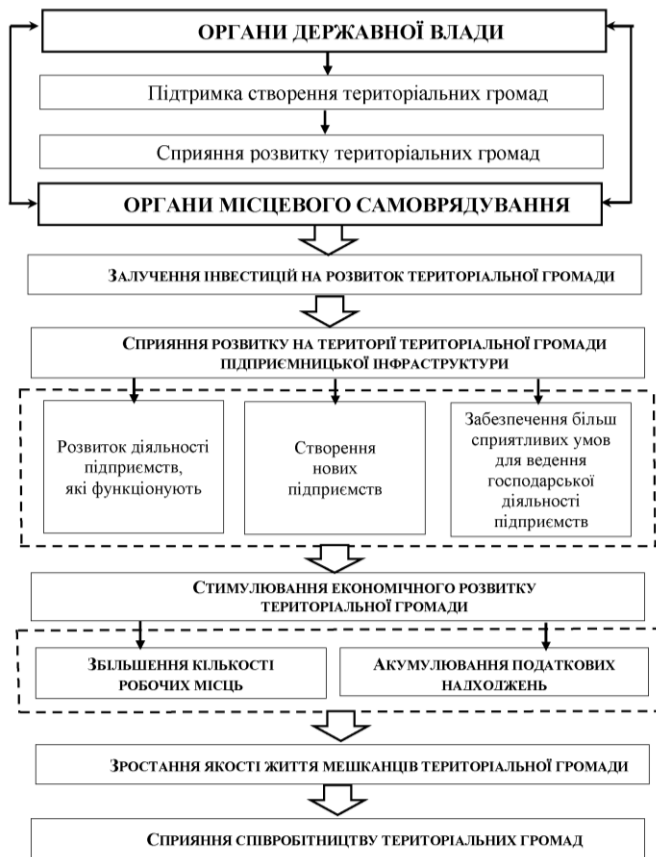 ОРГАНИ ДЕРЖАВНОЇ ВЛАДИ
Підтримка створення територіальних громад
Сприяння розвитку територіальних громад
ОРГАНИ МІСЦЕВОГО САМОВРЯДУВАННЯ
ЗАЛУЧЕННЯ ІНВЕСТИЦІЙ НА РОЗВИТОК ТЕРИТОРІАЛЬНОЇ ГРОМАДИ
СПРИЯННЯ РОЗВИТКУ НА ТЕРИТОРІЇ ТЕРИТОРІАЛЬНОЇ ГРОМАДИ
ПІДПРИЄМНИЦЬКОЇ ІНФРАСТРУКТУРИ
Розвиток діяльності
підприємств,
які функціонують
Створення
нових
підприємств
Забезпечення більш
сприятливих умов
для ведення
господарської
діяльності
підприємств
СТИМУЛЮВАННЯ ЕКОНОМІЧНОГО РОЗВИТКУ
ТЕРИТОРІАЛЬНОЇ ГРОМАДИ
ЗБІЛЬШЕННЯ КІЛЬКОСТІ
РОБОЧИХ МІСЦЬ
АКУМУЛЮВАННЯ ПОДАТКОВИХ
НАДХОДЖЕНЬ
ЗРОСТАННЯ ЯКОСТІ ЖИТТЯ МЕШКАНЦІВ ТЕРИТОРІАЛЬНОЇ ГРОМАДИ
СПРИЯННЯ СПІВРОБІТНИЦТВУ ТЕРИТОРІАЛЬНИХ ГРОМАД